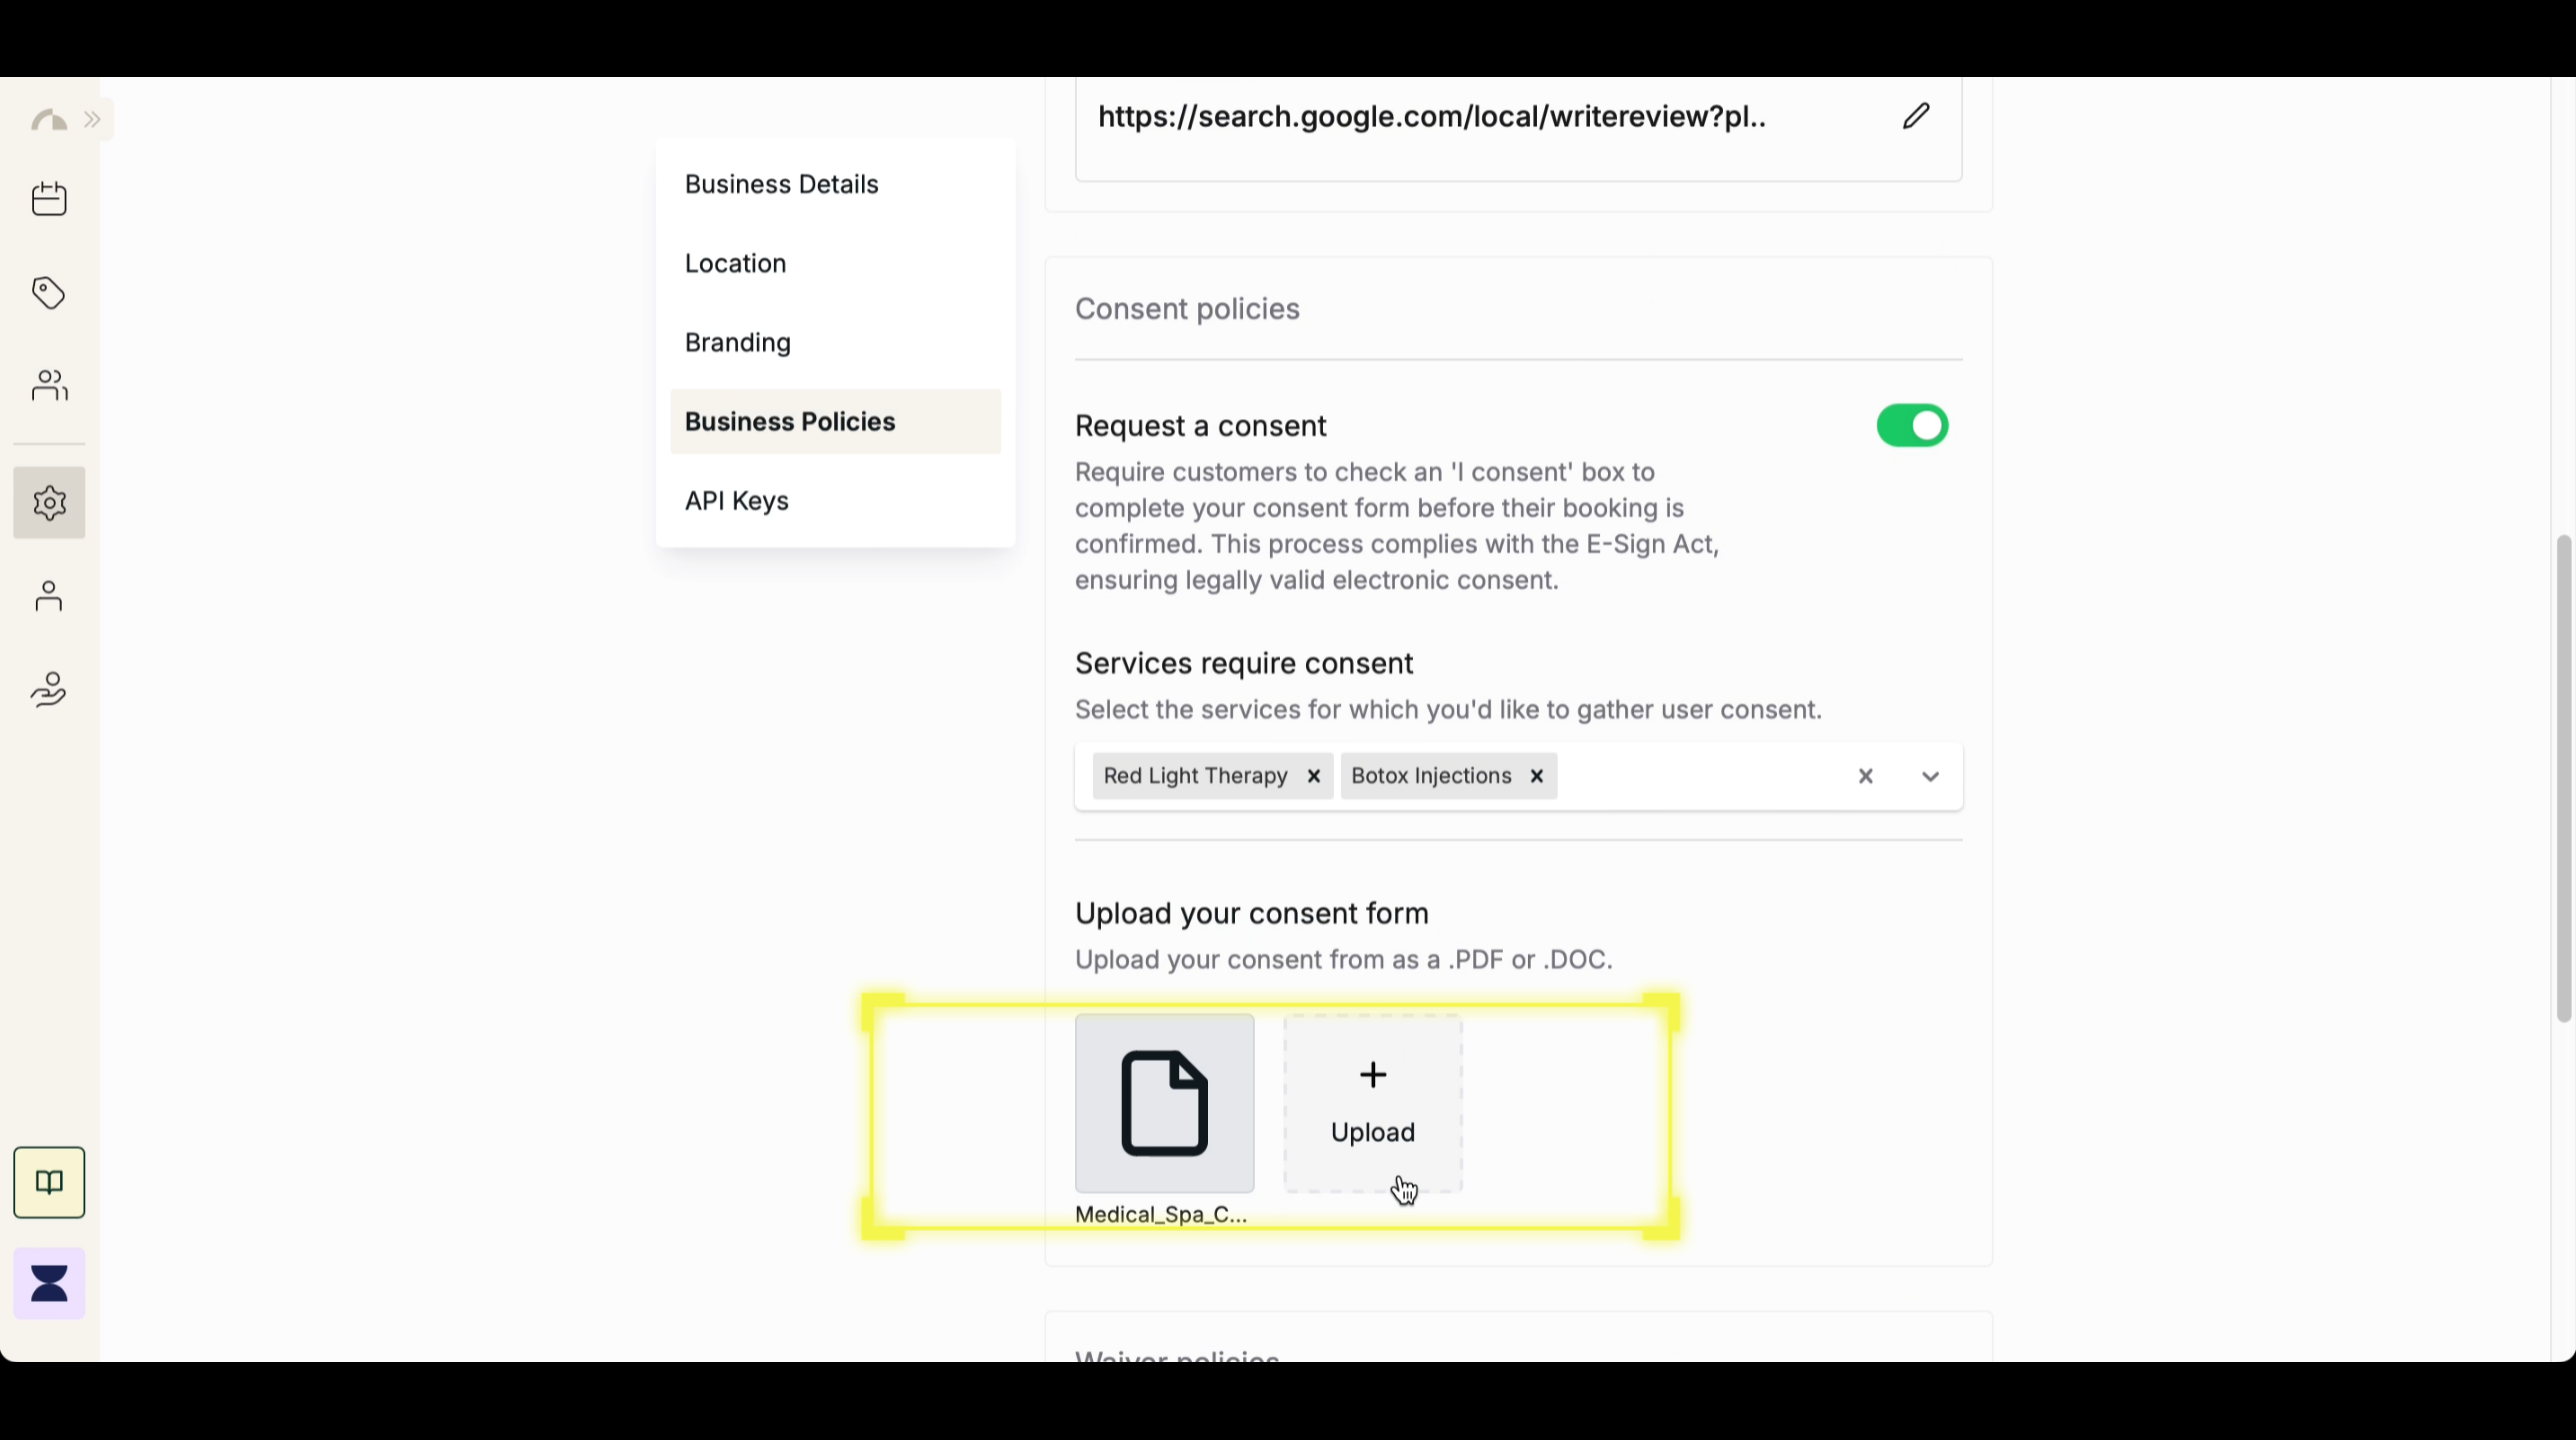 https://search.google.com/local/writereview?pl..
Business Details
Location
Branding
Business Policies
API Keys
Consent policies
Request a consent
Require customers to check an 'I consent' box to
complete your consent form before their booking is
confirmed. This process complies with the E-Sign Act,
ensuring legally valid electronic consent.
Services require consent
Select the services for which you'd like to gather user consent.
Red Light Therapy Botox Injections
Upload your consent form
Upload your consent from as a .PDF or .DOC.
Upload
Medical_Spa_C...
Waiver policies